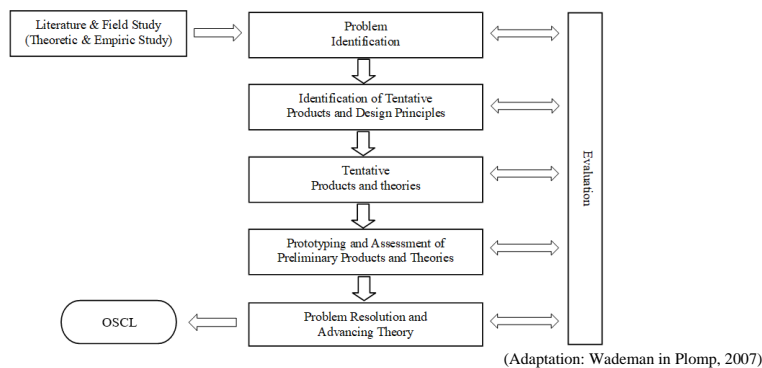 Literature & Field Study
(Theoretic & Empiric Study)
Problem
Identification
Identification of Tentative
Products and Design Principles
Tentative
Products and theories
Prototyping and Assessment of
Preliminary Products and Theories
Problem Resolution and
Advancing Theory
OSCL
Evaluation
(Adaptation: Wademan in Plomp, 2007)